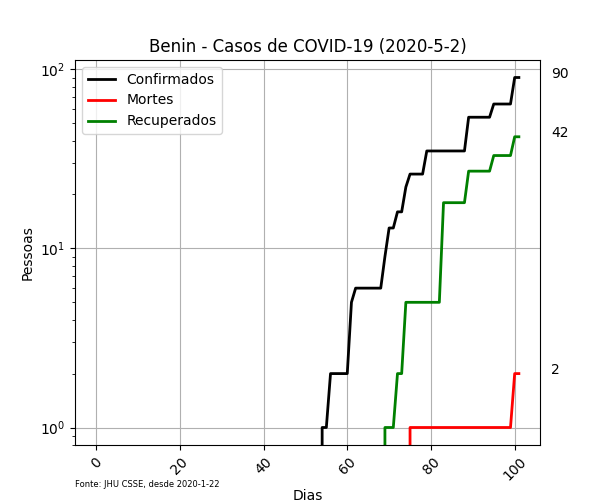 Benin - Casos de COVID-19 (2020-5-2)
Confirmados
Mortes
Recuperados
Pessoas
10²
10¹
10⁰
90
42
2
0
20
40
60
80
100
Dias
Fonte: JHU CSSE, desde 2020-1-22